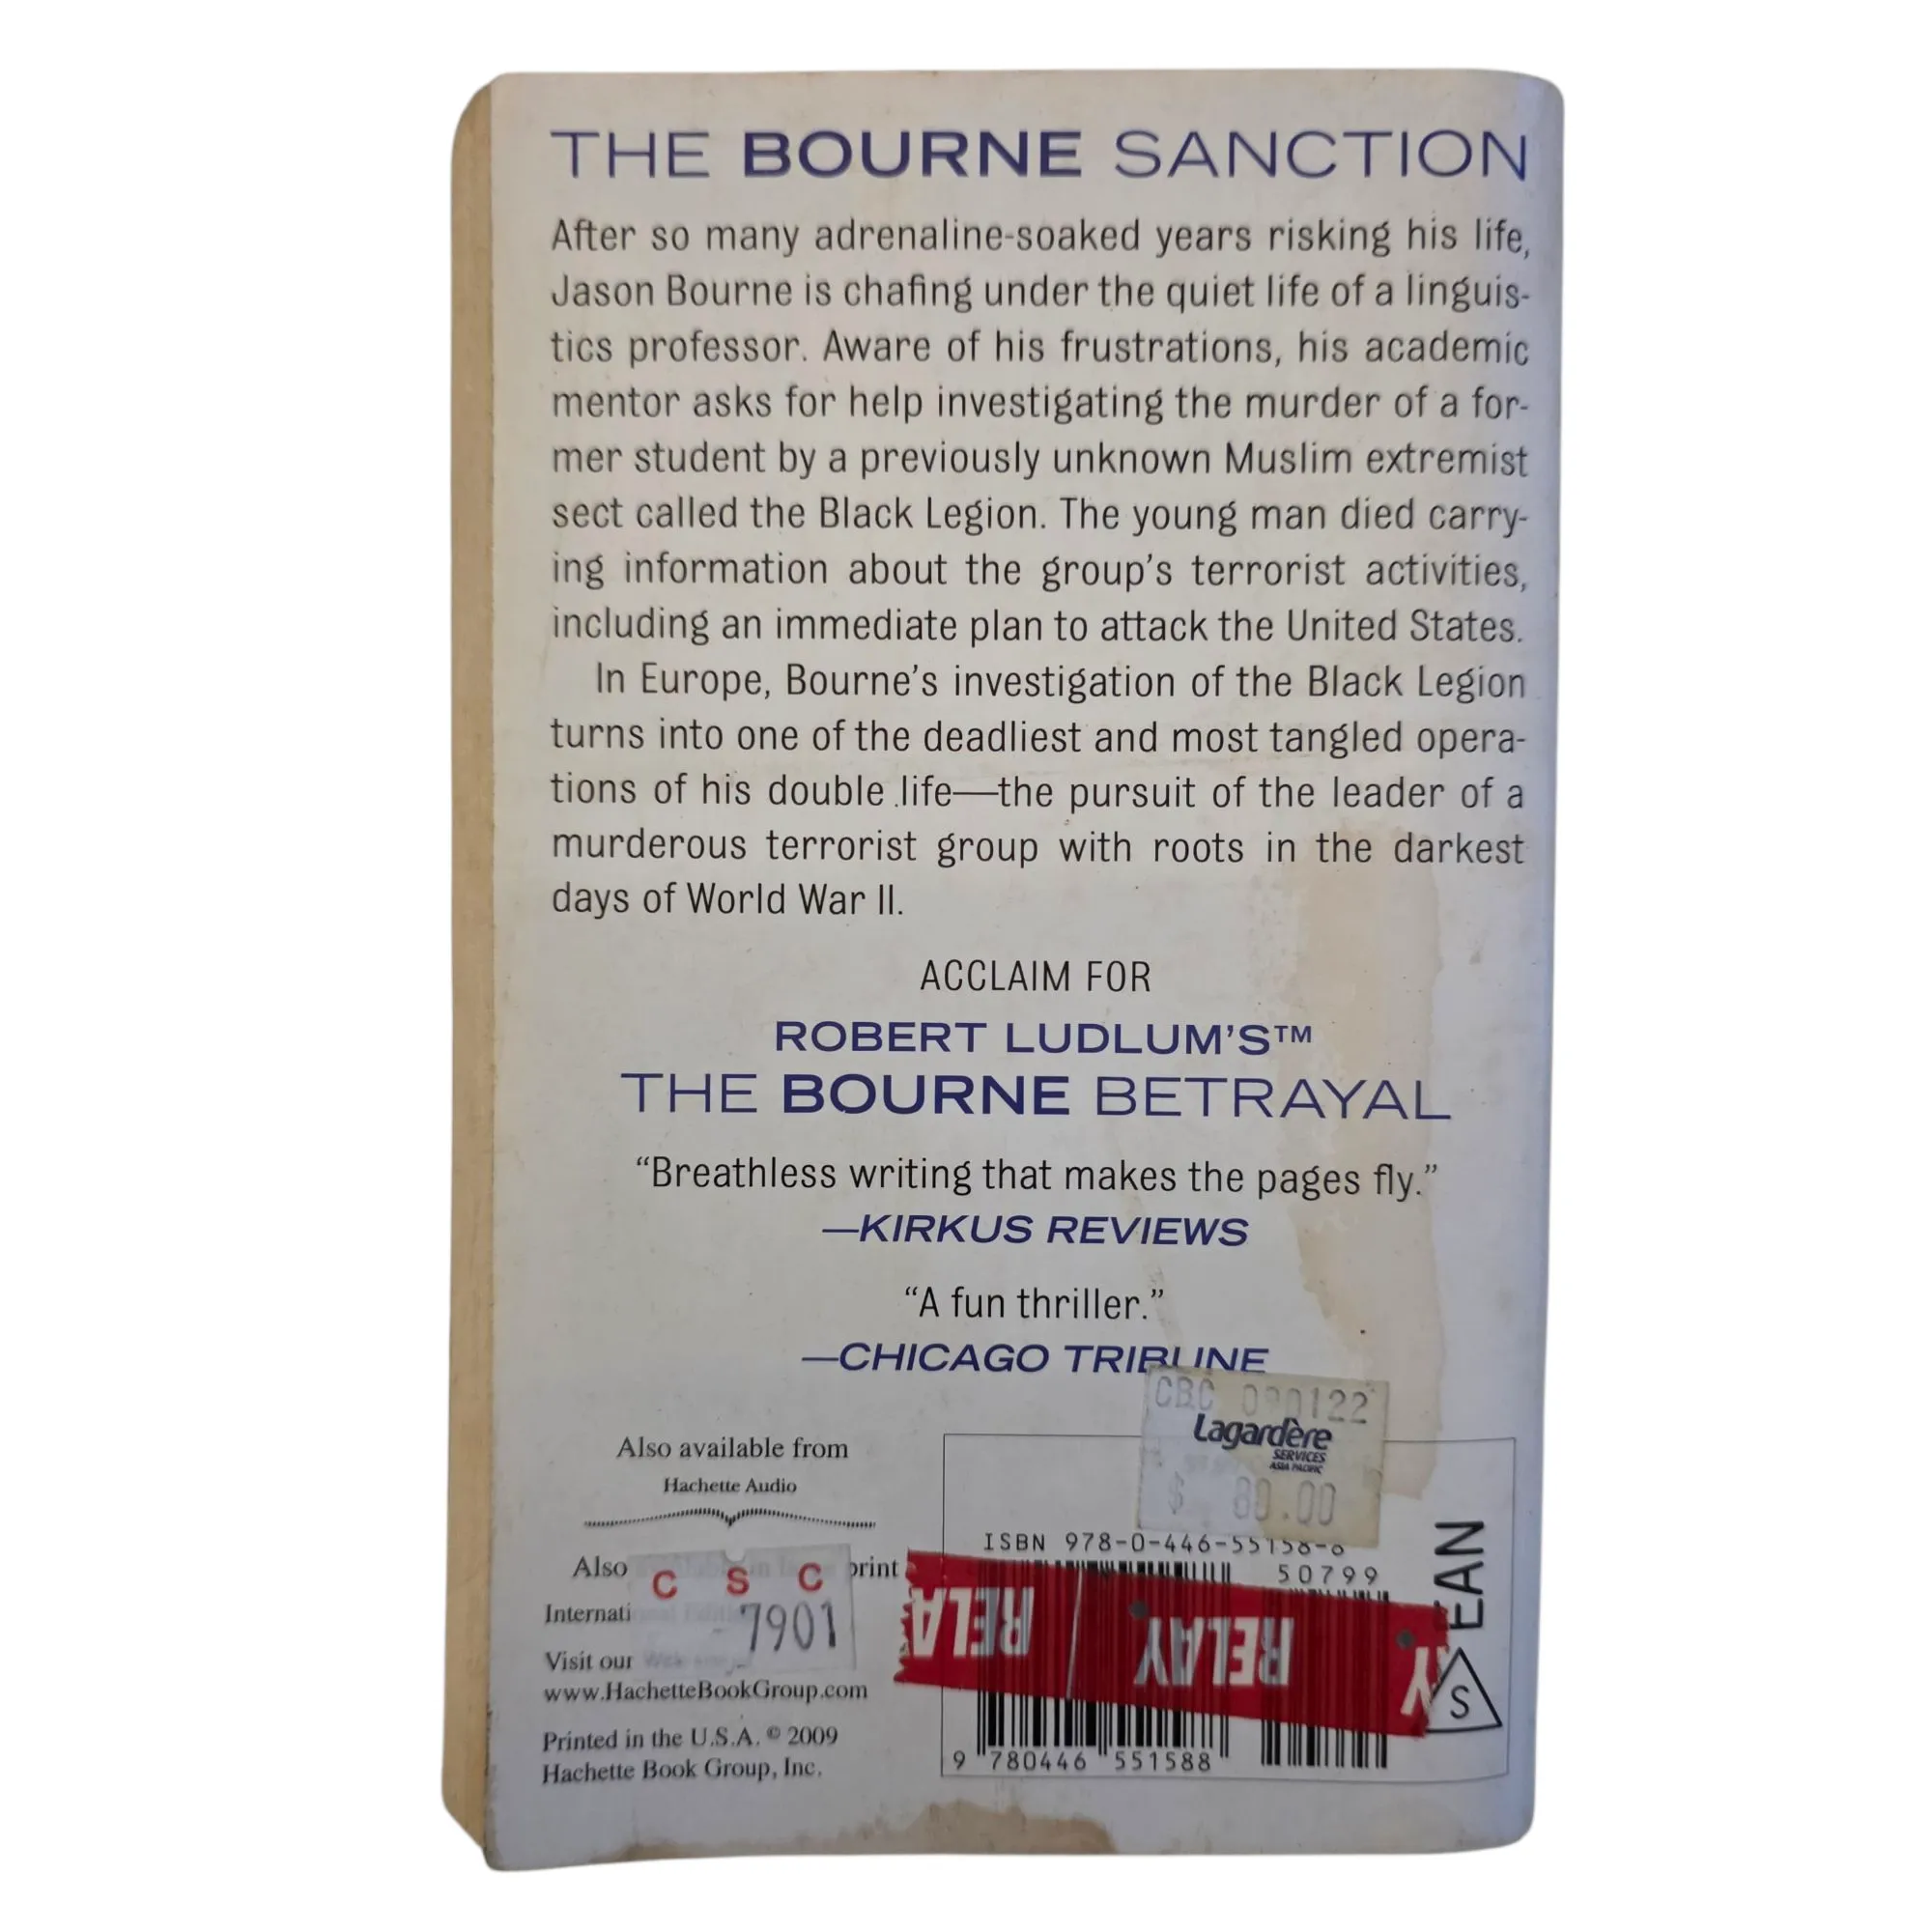 THE BOURNE SANCTION
After so many adrenaline-soaked years risking his life,
Jason Bourne is chafing under the quiet life of a linguis-
tics professor. Aware of his frustrations, his academic
mentor asks for help investigating the murder of a for-
mer student by a previously unknown Muslim extremist
sect called the Black Legion. The young man died carry-
ing information about the group's terrorist activities,
including an immediate plan to attack the United States.
In Europe, Bourne's investigation of the Black Legion
turns into one of the deadliest and most tangled opera-
tions of his double life—the pursuit of the leader of a
murderous terrorist group with roots in the darkest
days of World War II.
ACCLAIM FOR
ROBERT LUDLUM'S™
THE BOURNE BETRAYAL
“Breathless writing that makes the pages fly.”
—KIRKUS REVIEWS
“A fun thriller.”
—CHICAGO TRIBUNE
CBC 090122
Lagardère
SERVICES
ASIA PACIFIC
$ 80.00
Also available from
Hachette Audio
Also print
C S C
7901
Internati
Visit our
www.HachetteBookGroup.com
Printed in the U.S.A. © 2009
Hachette Book Group, Inc.
ISBN 978-0-446-55158-8
50799
EAN
RELA RELAY Y
RELA
S
9 780446 551588